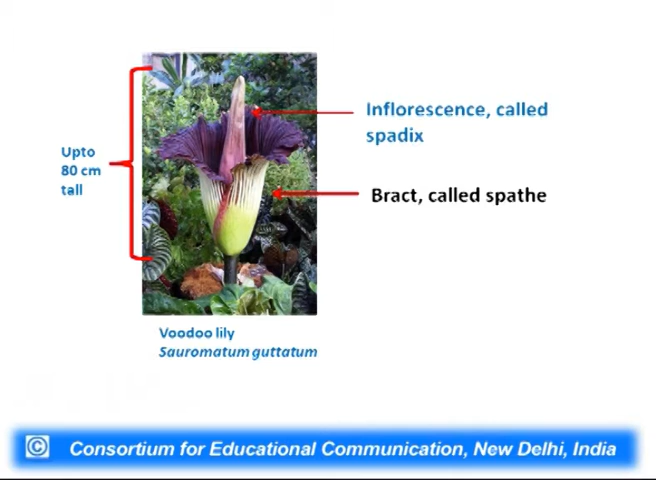 Inflorescence, called
spadix
Upto
80 cm
tall
Bract, called spathe
Voodoo lily
Sauromatum guttatum
© Consortium for Educational Communication, New Delhi, India